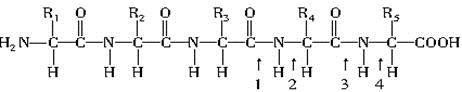 R₁ O R₂ R₃ O R₄ O R₅
H₂N–C–C–N–C–C–N–C–C–N–C–C–N–C–COOH
H H H H H H H H H
↑ ↑ ↑ ↑
1 2 3 4